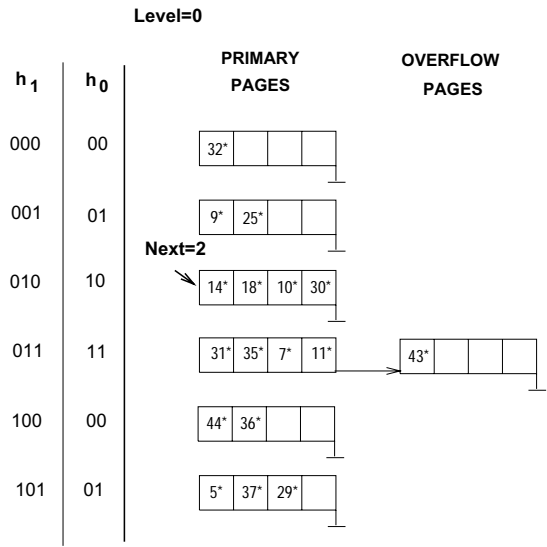 Level=0
h1 h0 PRIMARY PAGES OVERFLOW PAGES
000 00 32*
001 01 9* 25*
Next=2
010 10 14* 18* 10* 30*
011 11 31* 35* 7* 11* 43*
100 00 44* 36*
101 01 5* 37* 29*